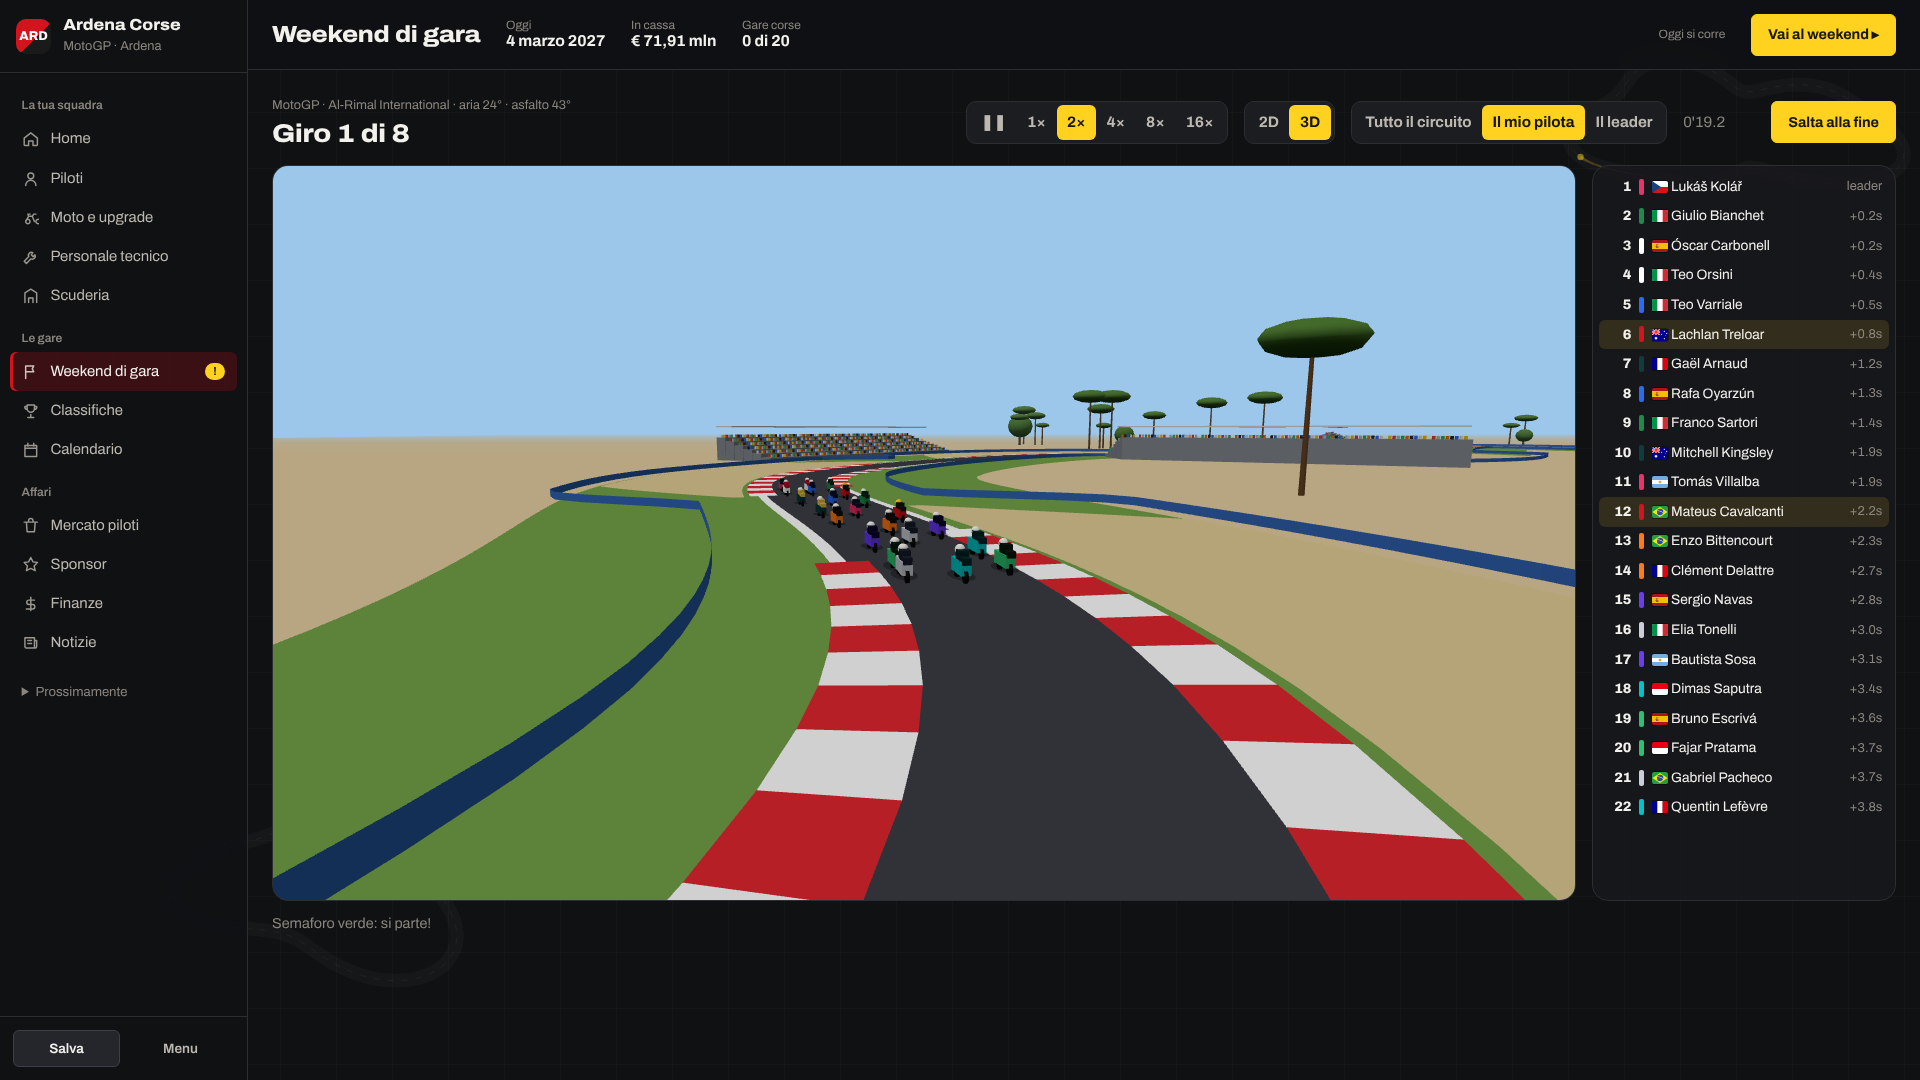 ARD
Ardena Corse
MotoGP · Ardena
Weekend di gara
Oggi
4 marzo 2027
In cassa
€ 71,91 mln
Gare corse
0 di 20
Oggi si corre
Vai al weekend ▸
La tua squadra
Home
Piloti
Moto e upgrade
Personale tecnico
Scuderia
Le gare
Weekend di gara
!
Classifiche
Calendario
Affari
Mercato piloti
Sponsor
Finanze
Notizie
▶ Prossimamente
Salva
Menu
MotoGP · Al-Rimal International · aria 24° · asfalto 43°
Giro 1 di 8
❚❚ 1× 2× 4× 8× 16×
2D 3D
Tutto il circuito Il mio pilota Il leader
0'19.2
Salta alla fine
1 Lukáš Kolář leader
2 Giulio Bianchet +0.2s
3 Óscar Carbonell +0.2s
4 Teo Orsini +0.4s
5 Teo Varriale +0.5s
6 Lachlan Treloar +0.8s
7 Gaël Arnaud +1.2s
8 Rafa Oyarzún +1.3s
9 Franco Sartori +1.4s
10 Mitchell Kingsley +1.9s
11 Tomás Villalba +1.9s
12 Mateus Cavalcanti +2.2s
13 Enzo Bittencourt +2.3s
14 Clément Delattre +2.7s
15 Sergio Navas +2.8s
16 Elia Tonelli +3.0s
17 Bautista Sosa +3.1s
18 Dimas Saputra +3.4s
19 Bruno Escrivá +3.6s
20 Fajar Pratama +3.7s
21 Gabriel Pacheco +3.7s
22 Quentin Lefèvre +3.8s
Semaforo verde: si parte!